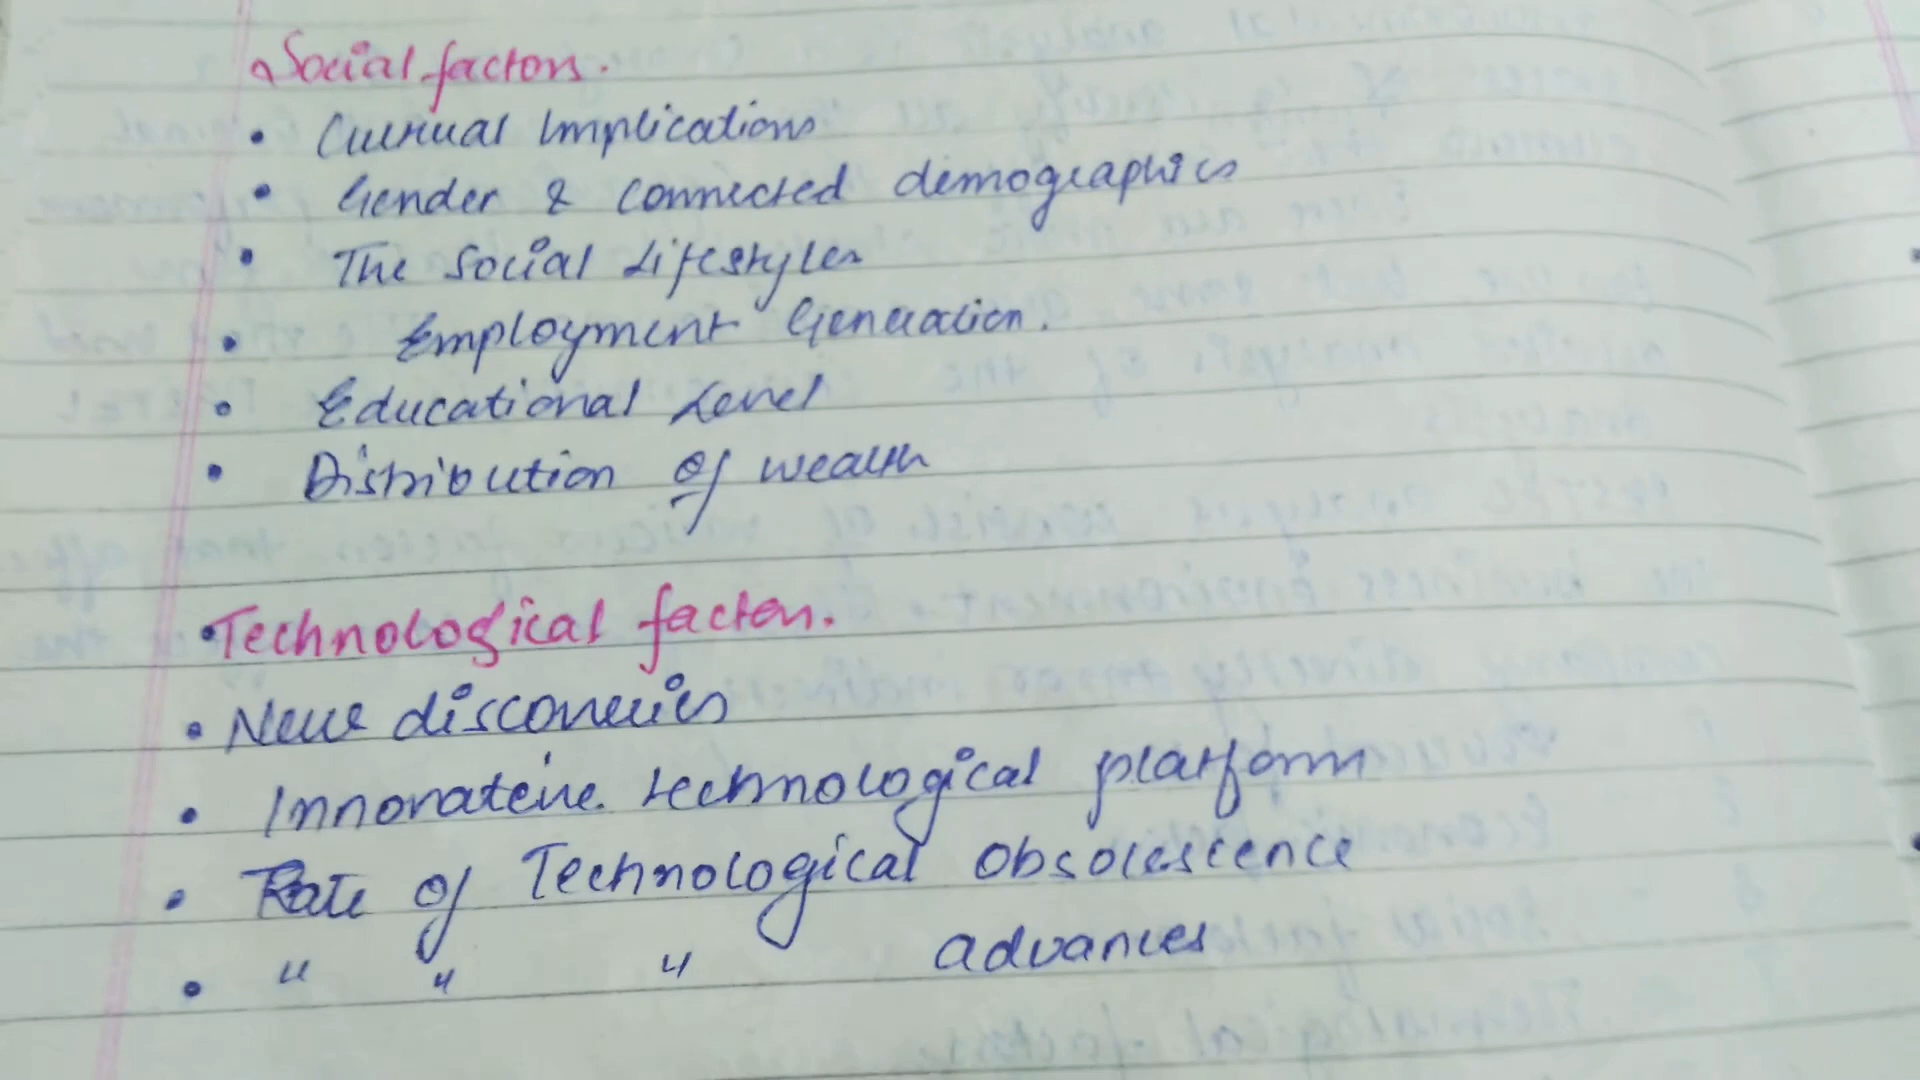 • Social factors.
• Cultural Implications
• Gender & connected demographics
• The Social Lifestyles
• Employment Generation.
• Educational Level
• Distribution of wealth
• Technological factors.
• New discoveries
• Innovative technological platform
• Rate of Technological obsolescence
• " " " advances